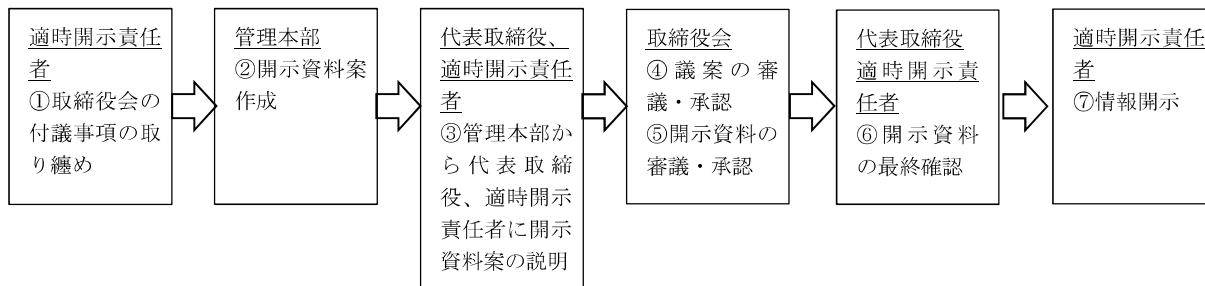 適時開示責任
者
①取締役会の
付議事項の取
り纏め
管理本部
②開示資料案
作成
代表取締役、
適時開示責任
者
③管理本部か
ら代表取締
役、適時開示
責任者に開示
資料案の説明
取締役会
④議案の審
議・承認
⑤開示資料の
審議・承認
代表取締役
適時開示責
任者
⑥開示資料
の最終確認
適時開示責任
者
⑦情報開示